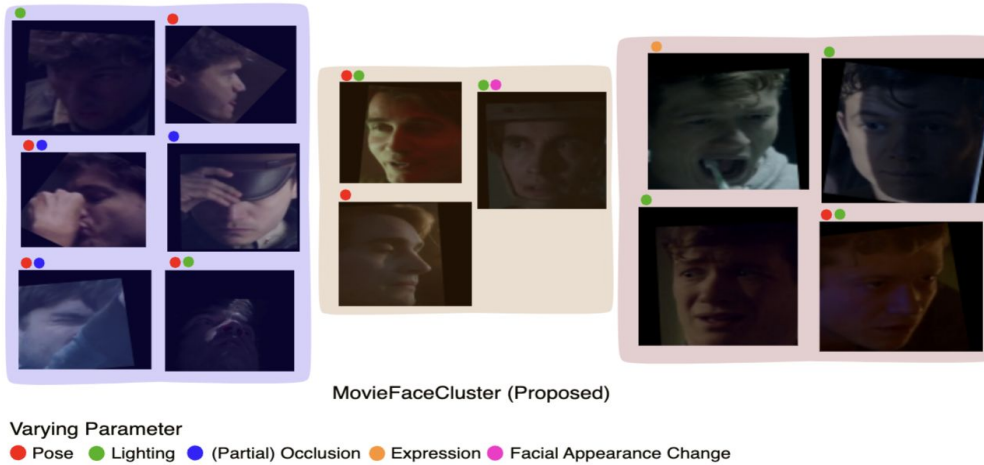 MovieFaceCluster (Proposed)
Varying Parameter
Pose Lighting (Partial) Occlusion Expression Facial Appearance Change